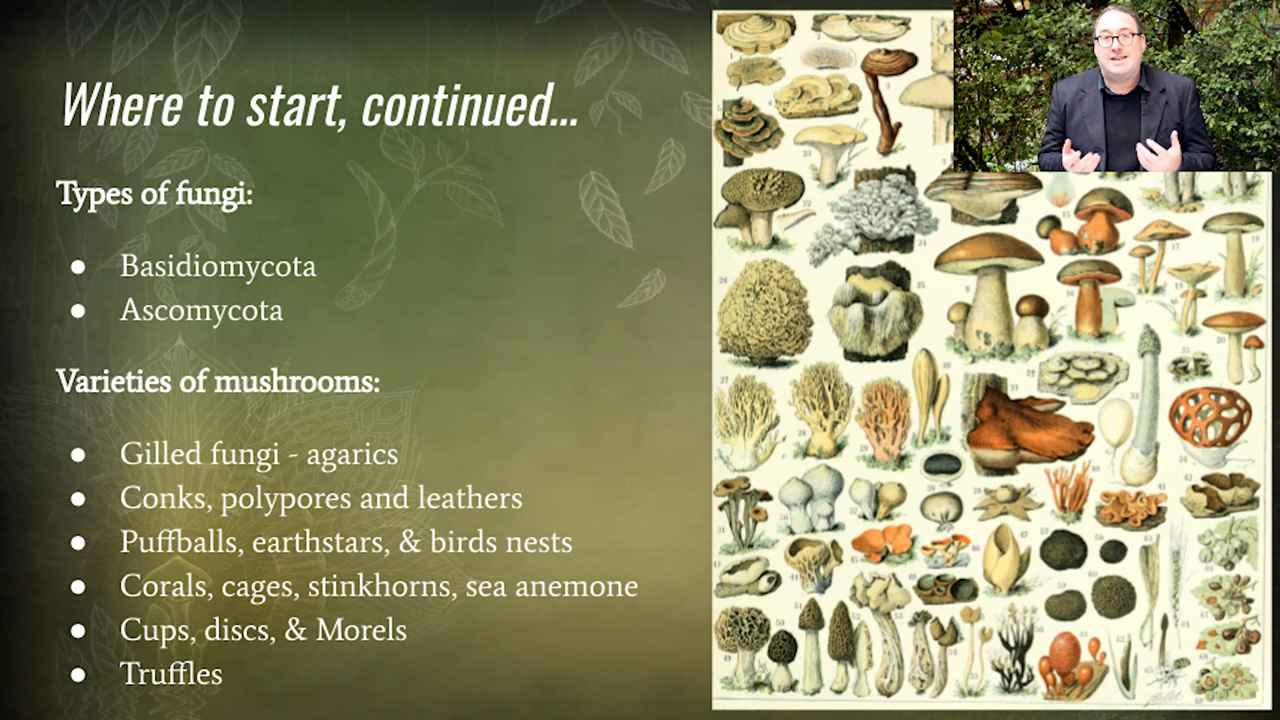 Where to start, continued...
Types of fungi:
● Basidiomycota
● Ascomycota
Varieties of mushrooms:
● Gilled fungi - agarics
● Conks, polypores and leathers
● Puffballs, earthstars, & birds nests
● Corals, cages, stinkhorns, sea anemone
● Cups, discs, & Morels
● Truffles